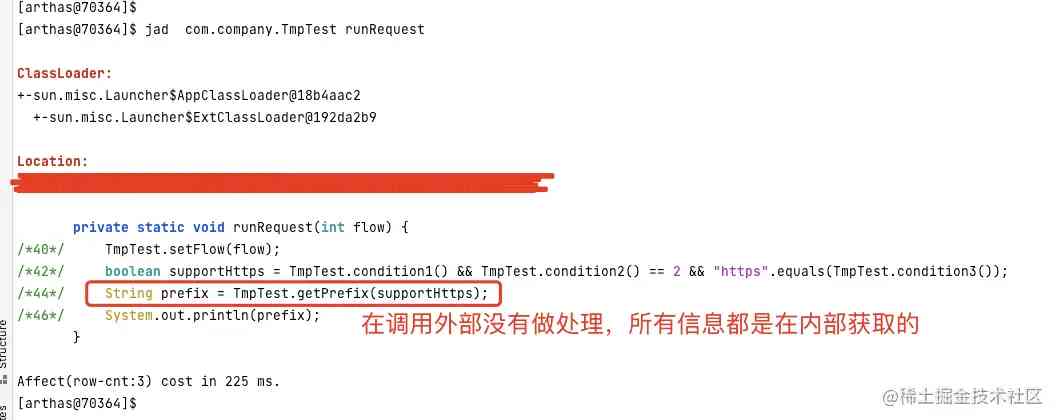 [arthas@70364]$
[arthas@70364]$ jad  com.company.TmpTest runRequest
ClassLoader:
+-sun.misc.Launcher$AppClassLoader@18b4aac2
  +-sun.misc.Launcher$ExtClassLoader@192da2b9
Location:
       private static void runRequest(int flow) {
/*40*/     TmpTest.setFlow(flow);
/*42*/     boolean supportHttps = TmpTest.condition1() && TmpTest.condition2() == 2 && "https".equals(TmpTest.condition3());
/*44*/     String prefix = TmpTest.getPrefix(supportHttps);
/*46*/     System.out.println(prefix);
在调用外部没有做处理，所有信息都是在内部获取的
       }
Affect(row-cnt:3) cost in 225 ms.
[arthas@70364]$
Structure
@稀土掘金技术社区